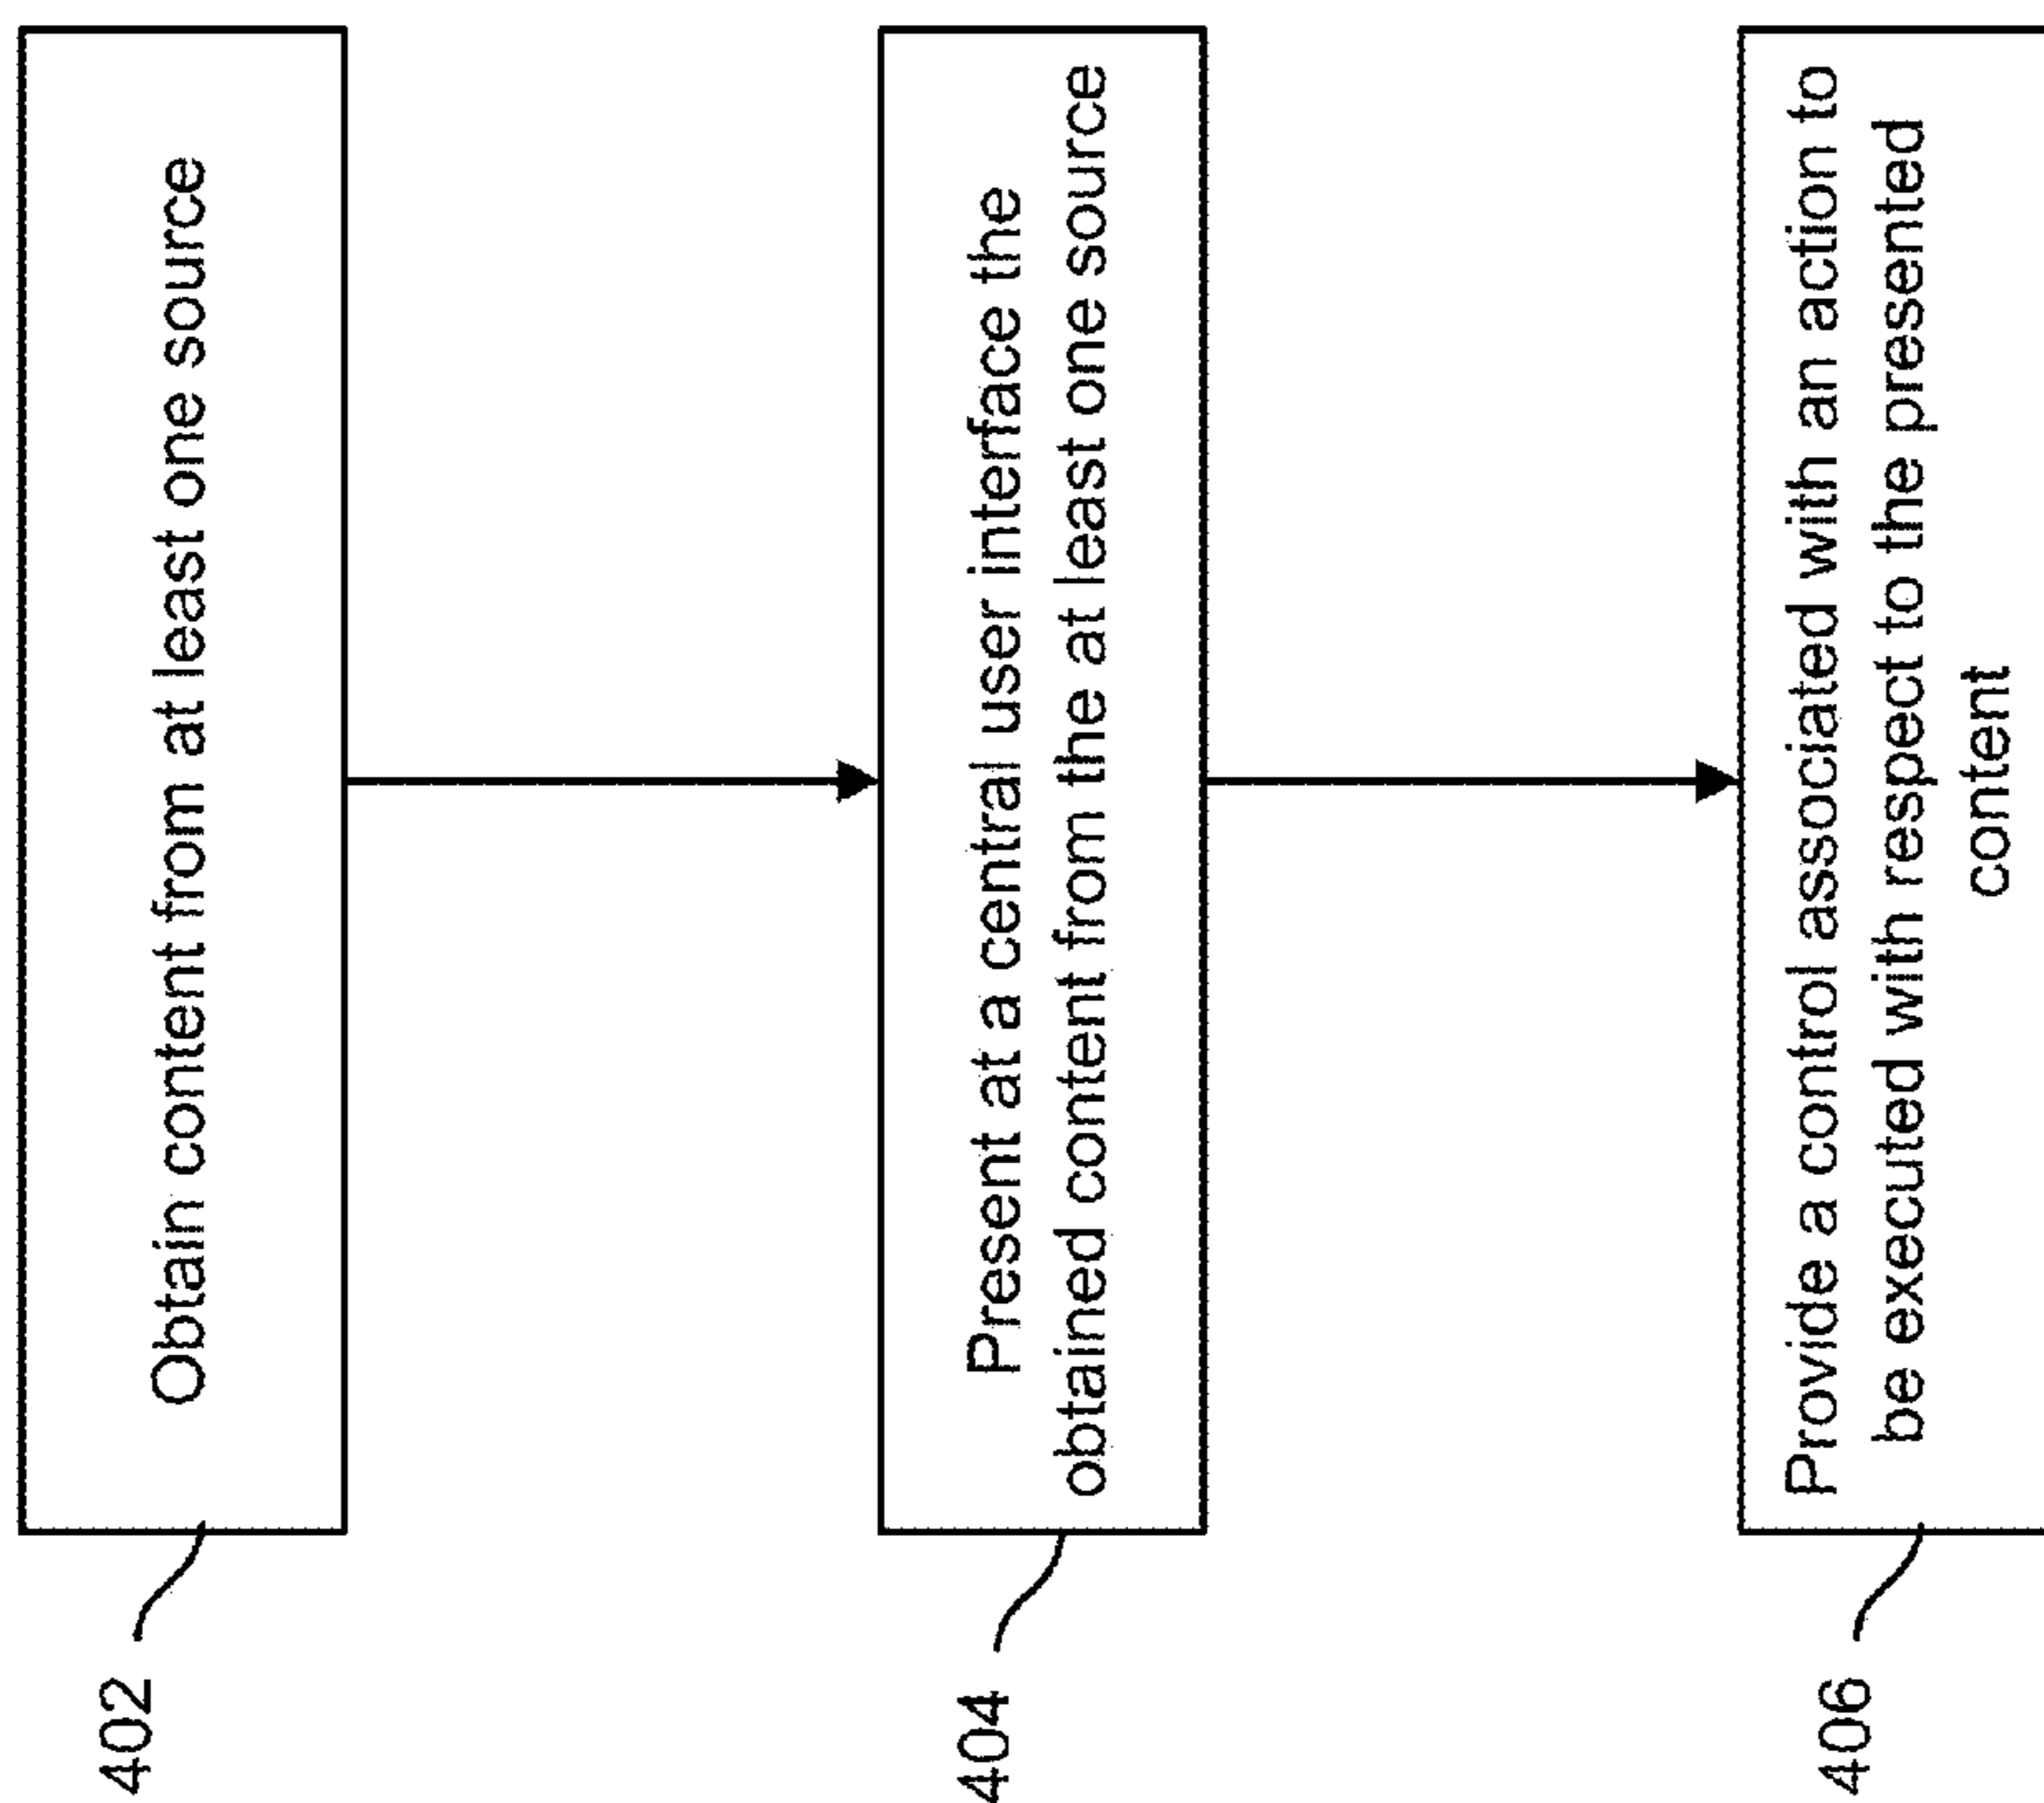 402
Obtain content from at least one source
404
Present at a central user interface the
obtained content from the at least one source
406
Provide a control associated with an action to
be executed with respect to the presented
content